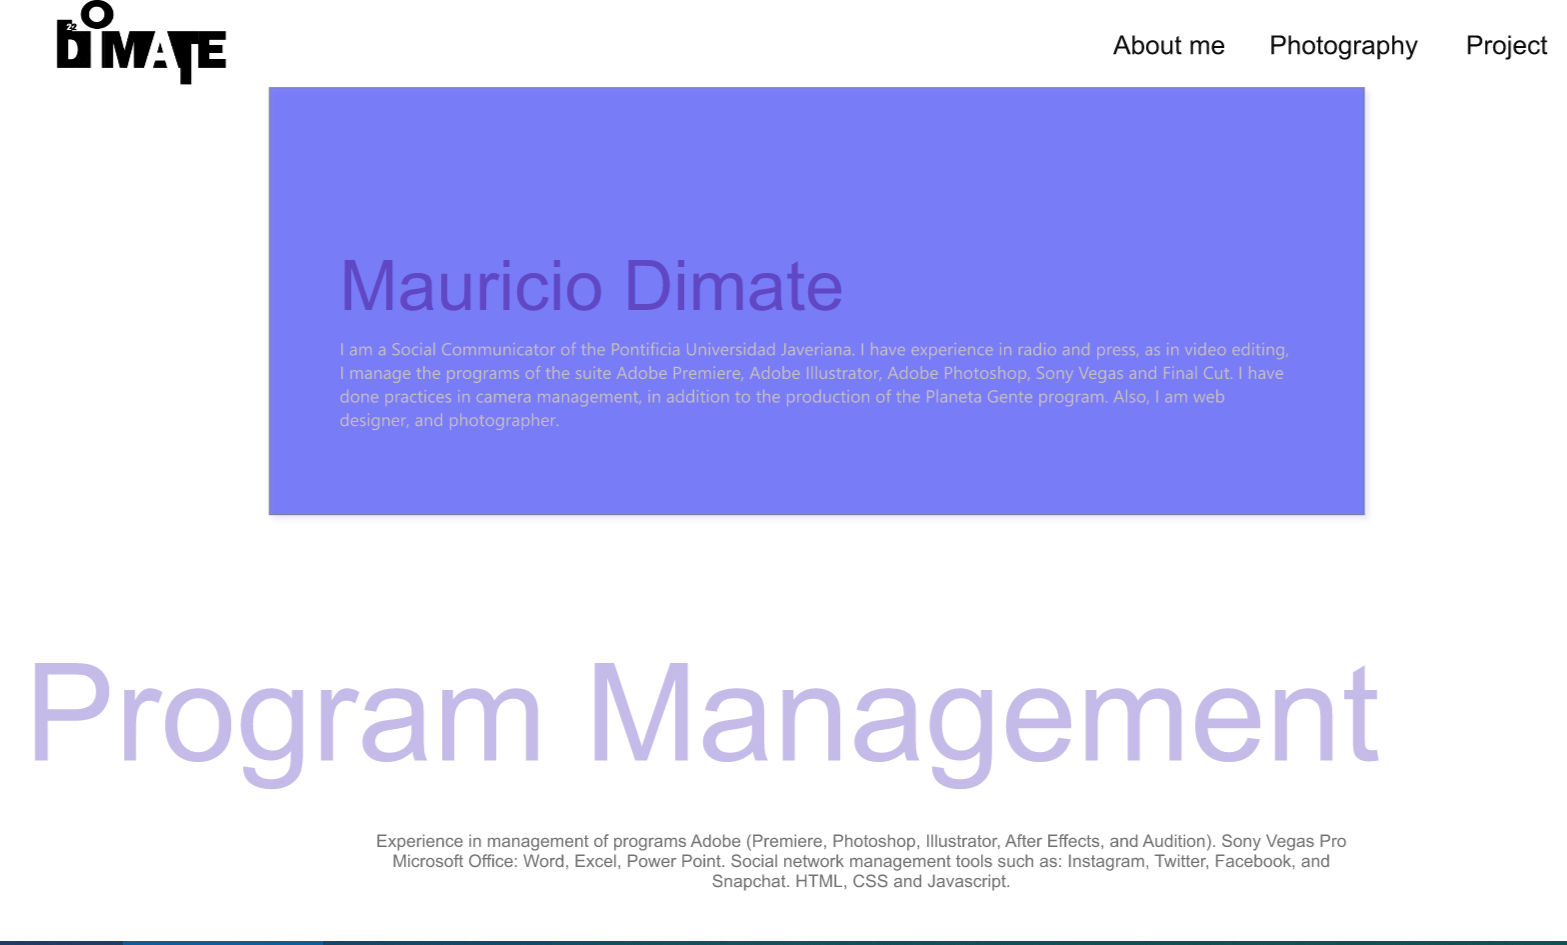 22
DIMATE
About me Photography Project
Mauricio Dimate
I am a Social Communicator of the Pontificia Universidad Javeriana. I have experience in radio and press, as in video editing,
I manage the programs of the suite Adobe Premiere, Adobe Illustrator, Adobe Photoshop, Sony Vegas and Final Cut. I have
done practices in camera management, in addition to the production of the Planeta Gente program. Also, I am web
designer, and photographer.
Program Management
Experience in management of programs Adobe (Premiere, Photoshop, Illustrator, After Effects, and Audition). Sony Vegas Pro
Microsoft Office: Word, Excel, Power Point. Social network management tools such as: Instagram, Twitter, Facebook, and
Snapchat. HTML, CSS and Javascript.